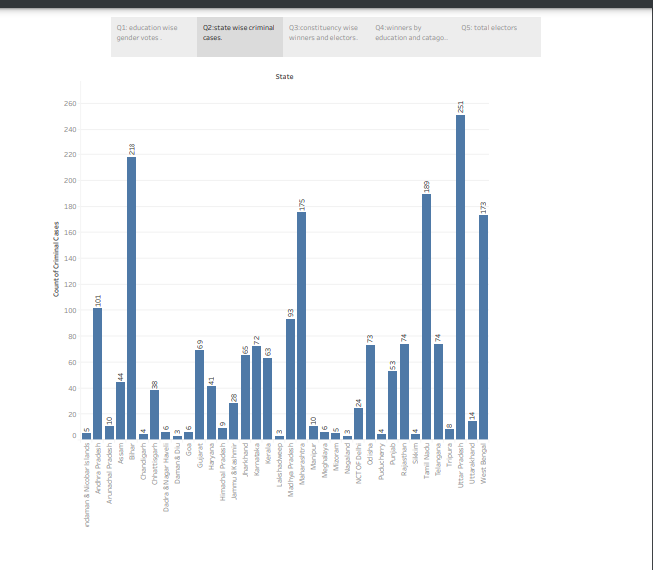 Q1: education wise
gender votes..
Q2:state wise criminal
cases.
Q3:constituency wise
winners and electors.
Q4:winners by
education and catago..
Q5: total electors
State
Count of Criminal Cases
260
240
220
200
180
160
140
120
100
80
60
40
20
0
5
101
10
44
218
4
38
6
3
6
69
41
9
28
65
72
63
3
93
175
10
6
5
3
24
73
4
53
74
4
189
74
8
251
14
173
ndaman & Nicobar Islands
Andhra Pradesh
Arunachal Pradesh
Assam
Bihar
Chandigarh
Chhattisgarh
Dadra & Nagar Haveli
Daman & Diu
Goa
Gujarat
Haryana
Himachal Pradesh
Jammu & Kashmir
Jharkhand
Karnataka
Kerala
Lakshadweep
Madhya Pradesh
Maharashtra
Manipur
Meghalaya
Mizoram
Nagaland
NCT OF Delhi
Odisha
Puducherry
Punjab
Rajasthan
Sikkim
Tamil Nadu
Telangana
Tripura
Uttar Pradesh
Uttarakhand
West Bengal